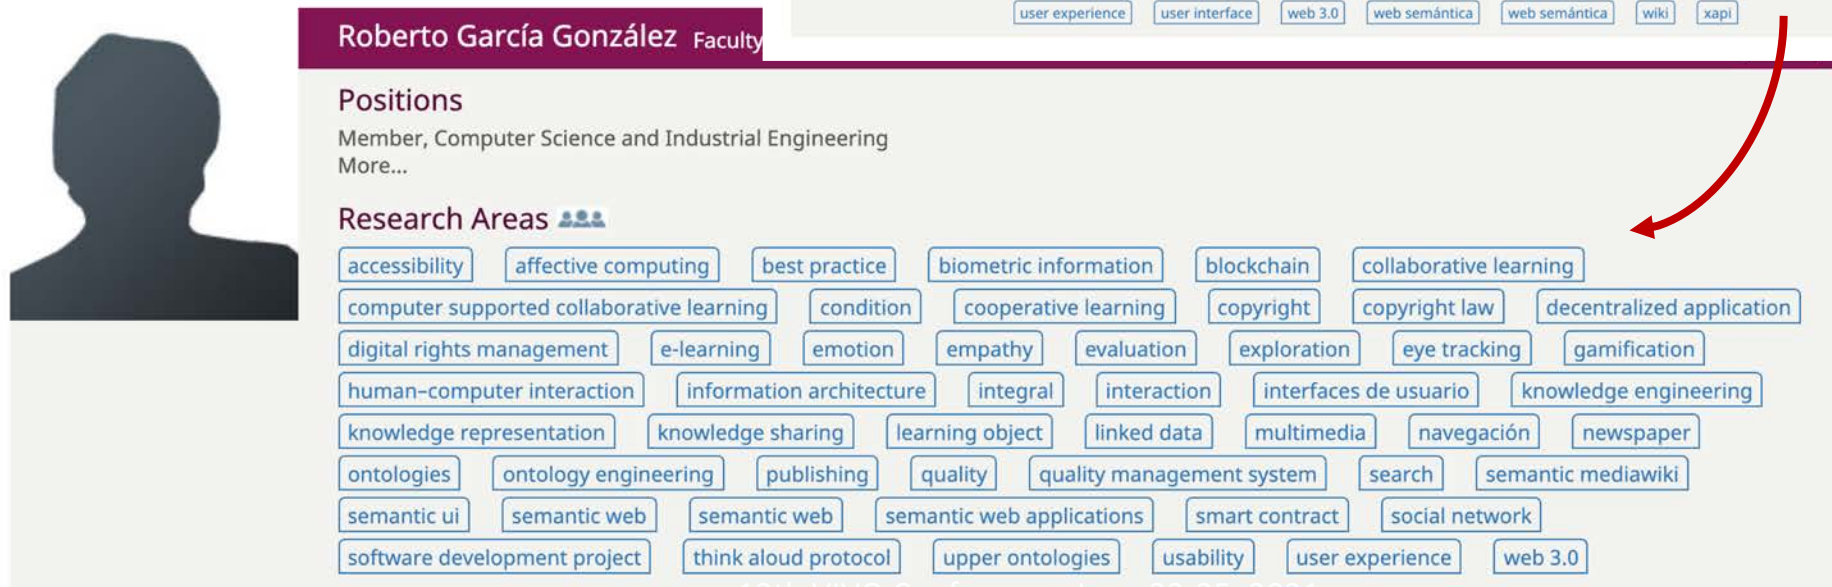 user experience user interface web 3.0 web semántica web semántica wiki xapi
Roberto García González Faculty
Positions
Member, Computer Science and Industrial Engineering
More...
Research Areas
accessibility affective computing best practice biometric information blockchain collaborative learning
computer supported collaborative learning condition cooperative learning copyright copyright law decentralized application
digital rights management e-learning emotion empathy evaluation exploration eye tracking gamification
human–computer interaction information architecture integral interaction interfaces de usuario knowledge engineering
knowledge representation knowledge sharing learning object linked data multimedia navegación newspaper
ontologies ontology engineering publishing quality quality management system search semantic mediawiki
semantic ui semantic web semantic web applications smart contract social network
software development project think aloud protocol upper ontologies usability user experience web 3.0